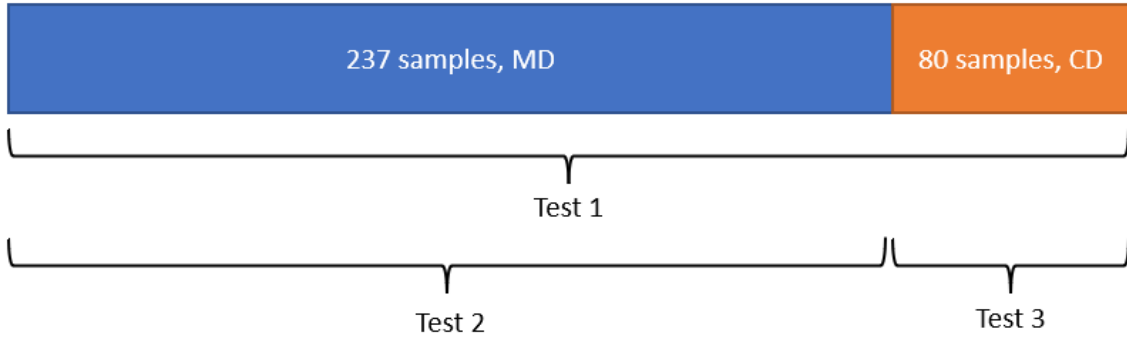 237 samples, MD
80 samples, CD
Test 1
Test 2
Test 3